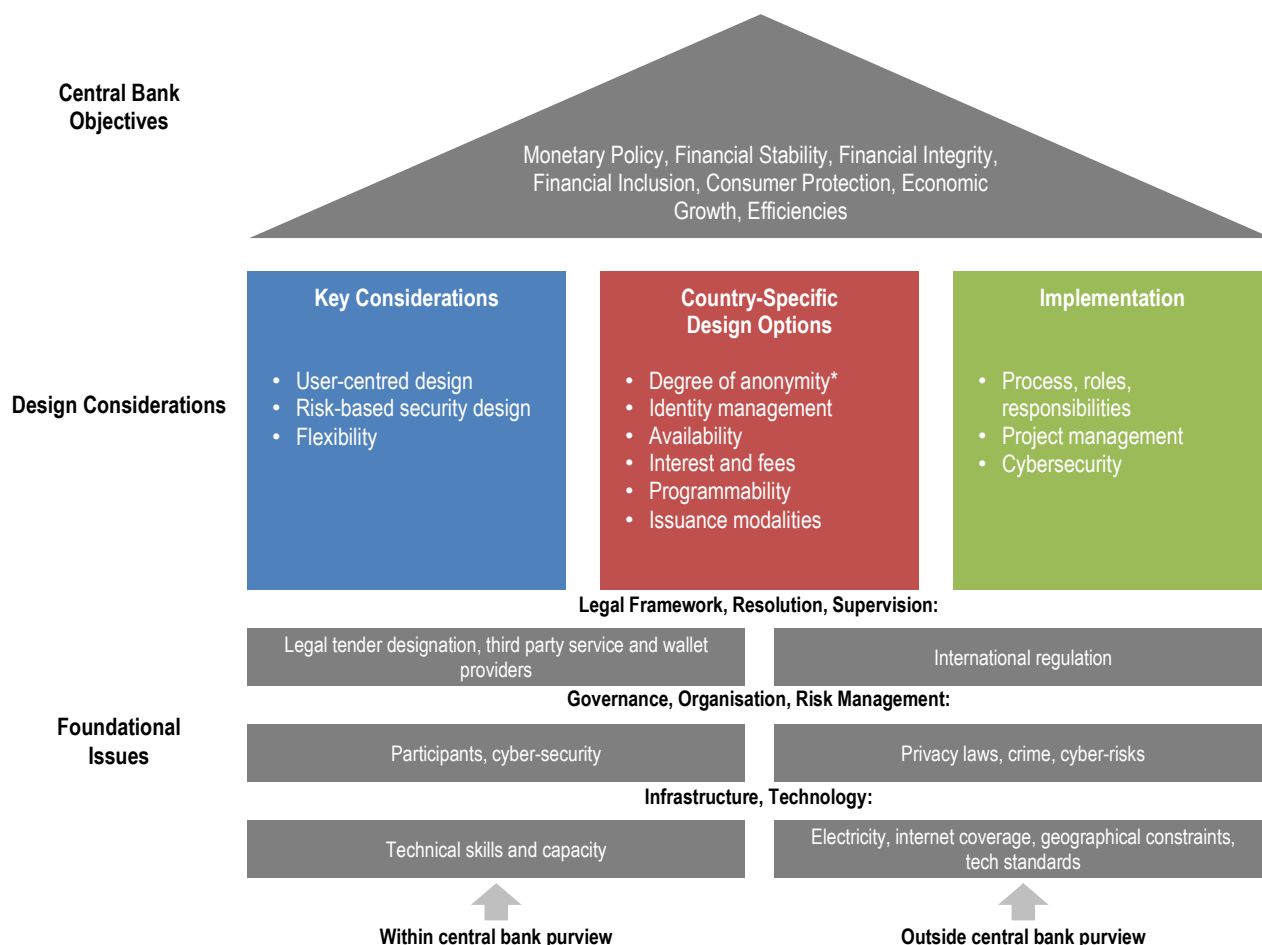 Central Bank
Objectives
Monetary Policy, Financial Stability, Financial Integrity,
Financial Inclusion, Consumer Protection, Economic
Growth, Efficiencies
Design Considerations
Key Considerations
• User-centred design
• Risk-based security design
• Flexibility
Country-Specific
Design Options
• Degree of anonymity*
• Identity management
• Availability
• Interest and fees
• Programmability
• Issuance modalities
Implementation
• Process, roles,
responsibilities
• Project management
• Cybersecurity
Foundational
Issues
Legal Framework, Resolution, Supervision:
Legal tender designation, third party service and wallet
providers
International regulation
Governance, Organisation, Risk Management:
Participants, cyber-security
Privacy laws, crime, cyber-risks
Infrastructure, Technology:
Technical skills and capacity
Electricity, internet coverage, geographical constraints,
tech standards
Within central bank purview
Outside central bank purview